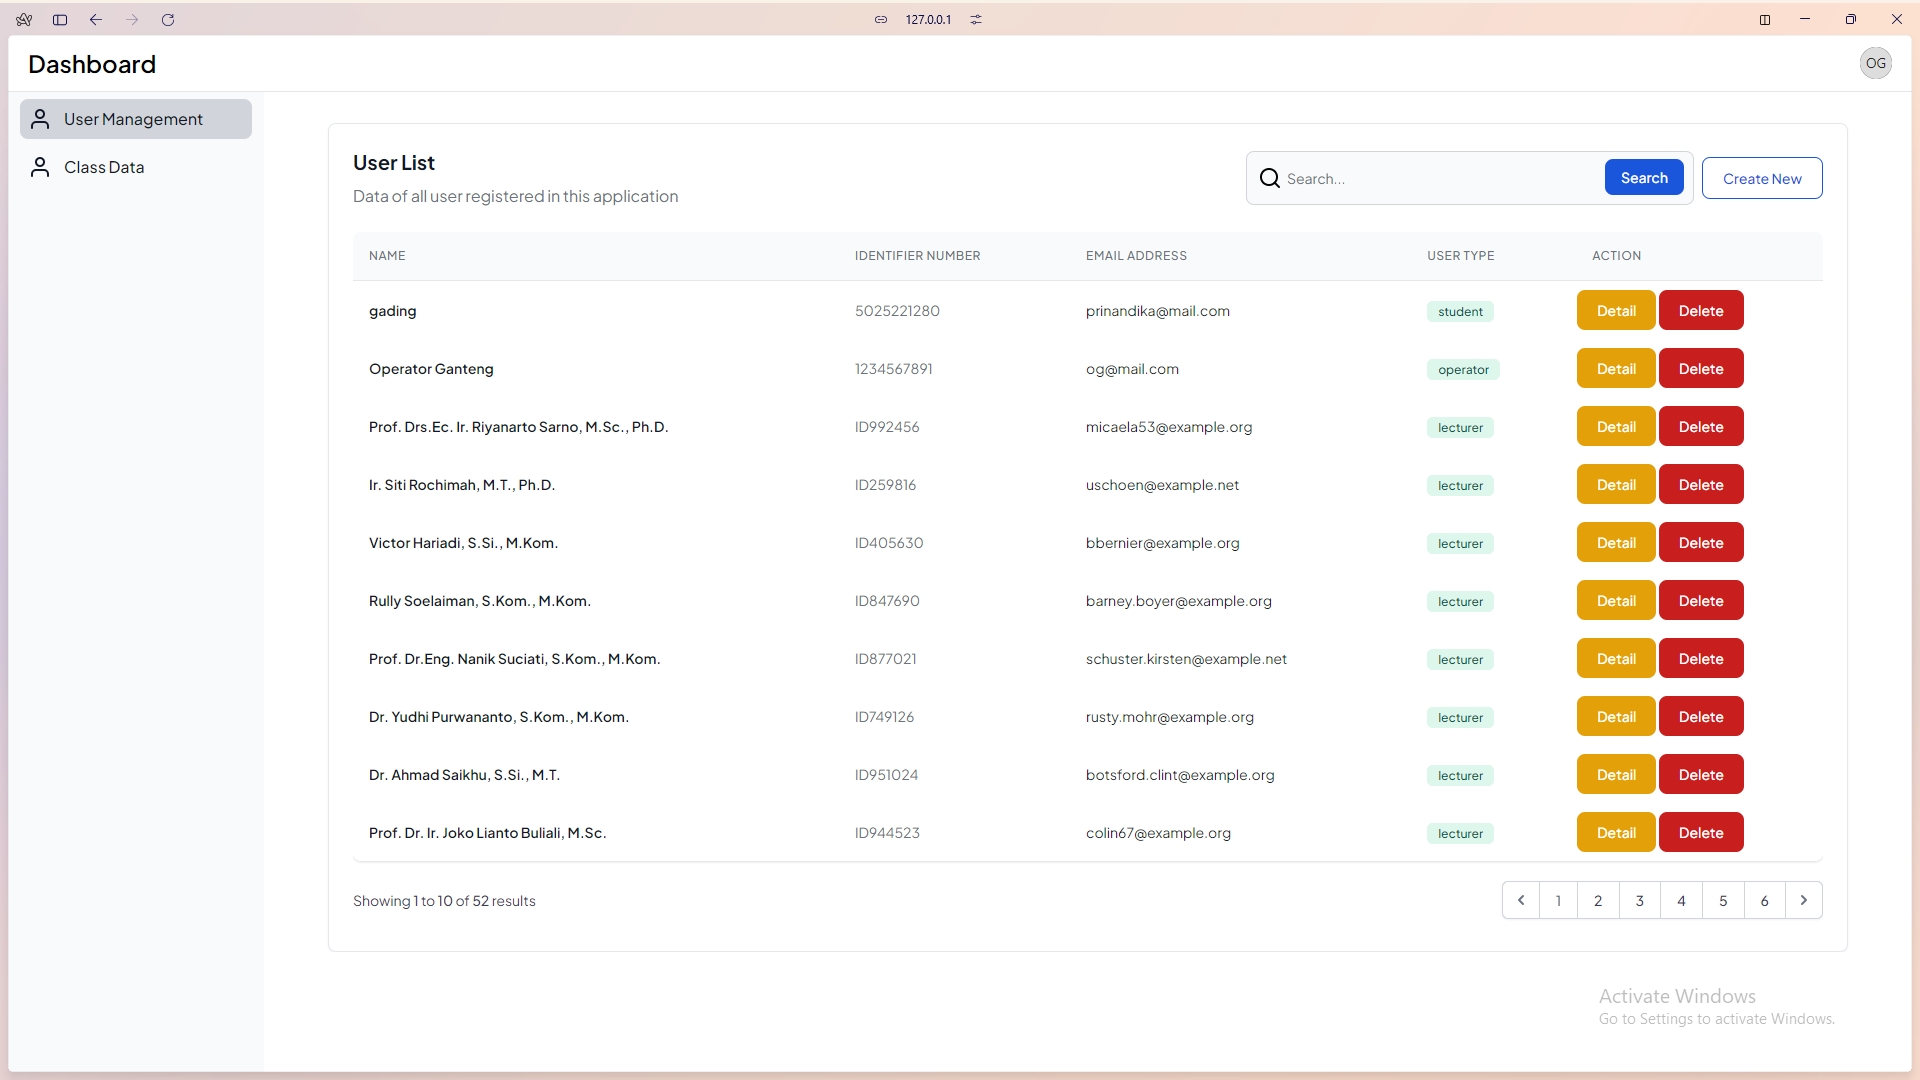 127.0.0.1
Dashboard
OG
User Management
Class Data
User List
Data of all user registered in this application
Search...
Search
Create New
NAME IDENTIFIER NUMBER EMAIL ADDRESS USER TYPE ACTION
gading 5025221280 prinandika@mail.com student Detail Delete
Operator Ganteng 1234567891 og@mail.com operator Detail Delete
Prof. Drs.Ec. Ir. Riyanarto Sarno, M.Sc., Ph.D. ID992456 micaela53@example.org lecturer Detail Delete
Ir. Siti Rochimah, M.T., Ph.D. ID259816 uschoen@example.net lecturer Detail Delete
Victor Hariadi, S.Si., M.Kom. ID405630 bbernier@example.org lecturer Detail Delete
Rully Soelaiman, S.Kom., M.Kom. ID847690 barney.boyer@example.org lecturer Detail Delete
Prof. Dr.Eng. Nanik Suciati, S.Kom., M.Kom. ID877021 schuster.kirsten@example.net lecturer Detail Delete
Dr. Yudhi Purwananto, S.Kom., M.Kom. ID749126 rusty.mohr@example.org lecturer Detail Delete
Dr. Ahmad Saikhu, S.Si., M.T. ID951024 botsford.clint@example.org lecturer Detail Delete
Prof. Dr. Ir. Joko Lianto Buliali, M.Sc. ID944523 colin67@example.org lecturer Detail Delete
Showing 1 to 10 of 52 results
1 2 3 4 5 6
Activate Windows
Go to Settings to activate Windows.